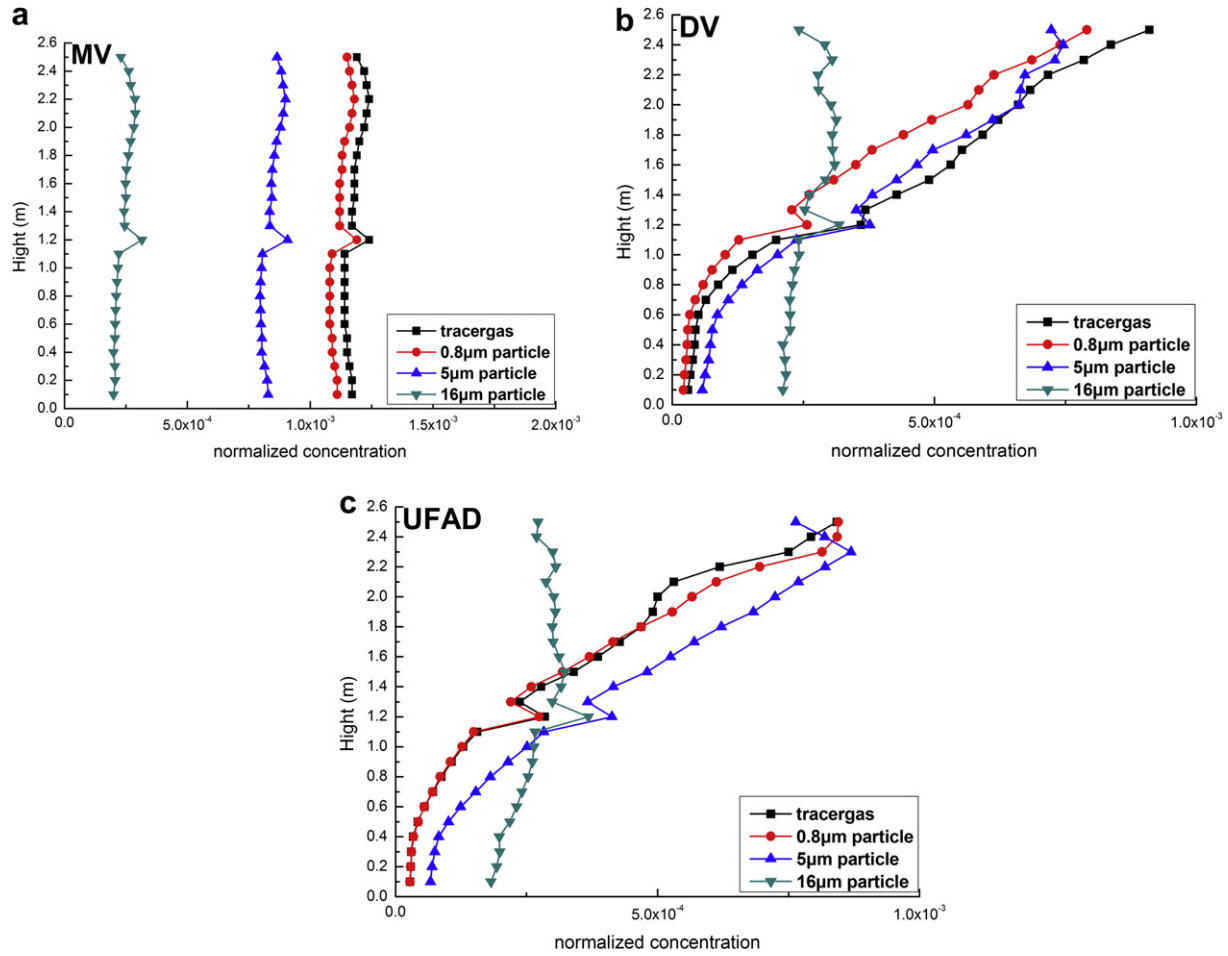 a
MV
Hight (m)
2.6
2.4
2.2
2.0
1.8
1.6
1.4
1.2
1.0
0.8
0.6
0.4
0.2
0.0
tracergas
0.8µm particle
5µm particle
16µm particle
0.0 5.0x10⁻⁴ 1.0x10⁻³ 1.5x10⁻³ 2.0x10⁻³
normalized concentration
b
DV
Hight (m)
2.6
2.4
2.2
2.0
1.8
1.6
1.4
1.2
1.0
0.8
0.6
0.4
0.2
0.0
tracergas
0.8µm particle
5µm particle
16µm particle
0.0 5.0x10⁻⁴ 1.0x10⁻³
normalized concentration
c
UFAD
Hight (m)
2.6
2.4
2.2
2.0
1.8
1.6
1.4
1.2
1.0
0.8
0.6
0.4
0.2
0.0
tracergas
0.8µm particle
5µm particle
16µm particle
0.0 5.0x10⁻⁴ 1.0x10⁻³
normalized concentration